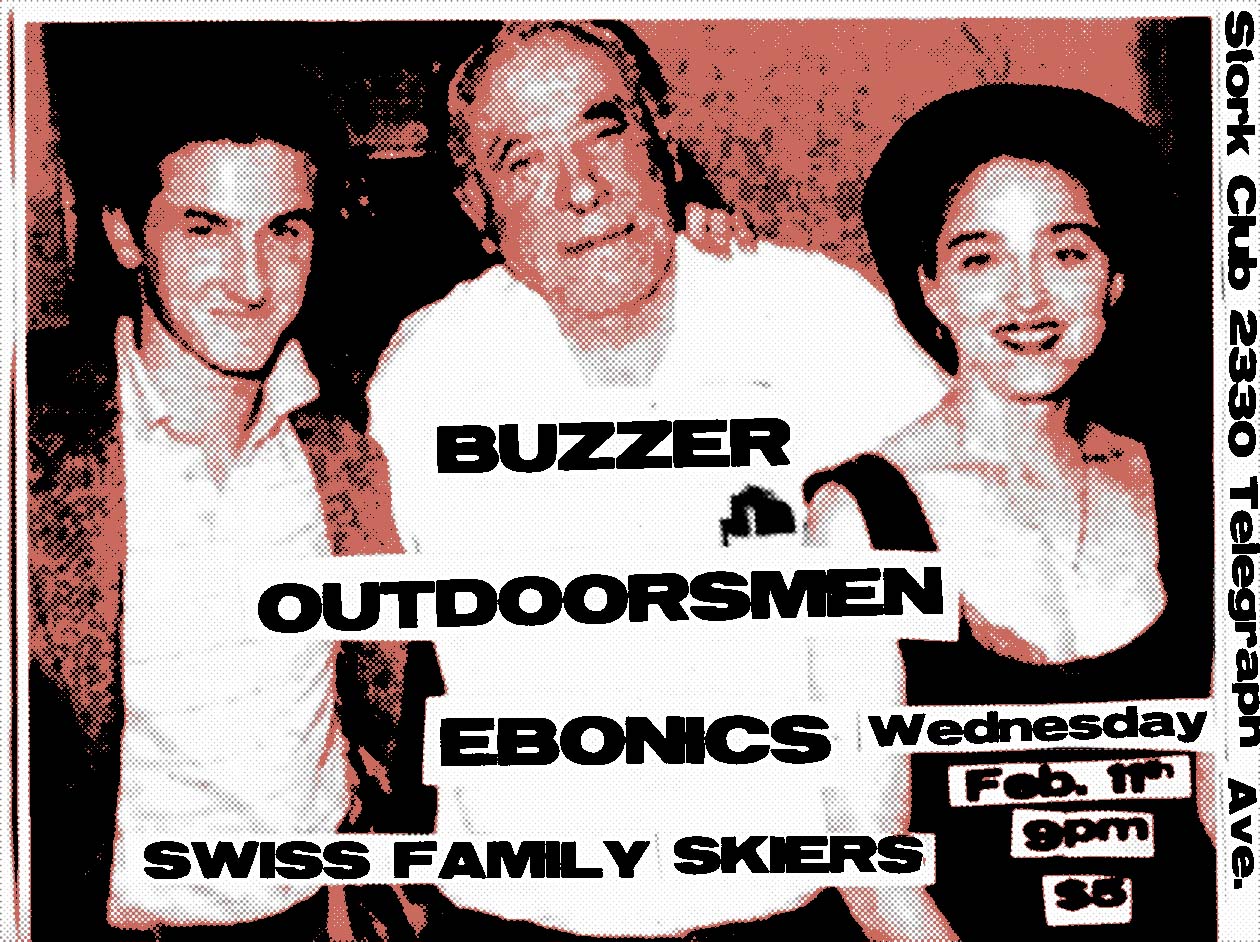 BUZZER
OUTDOORSMEN
EBONICS
SWISS FAMILY SKIERS
Wednesday
Feb. 11th
9pm
$5
Stork Club 2330 Telegraph Ave.